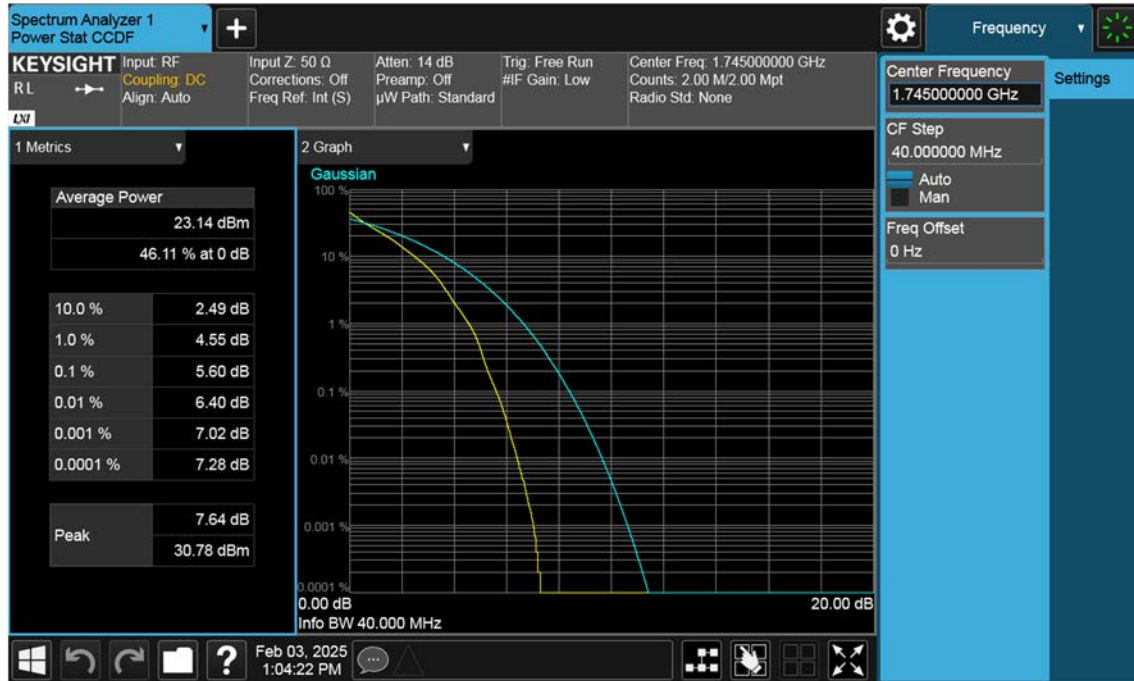 Spectrum Analyzer 1
Power Stat CCDF
Frequency
KEYSIGHT
R L
LXI
Input: RF
Coupling: DC
Align: Auto
Input Z: 50 Ω
Corrections: Off
Freq Ref: Int (S)
Atten: 14 dB
Preamp: Off
µW Path: Standard
Trig: Free Run
#IF Gain: Low
Center Freq: 1.745000000 GHz
Counts: 2.00 M/2.00 Mpt
Radio Std: None
Center Frequency
1.745000000 GHz
Settings
CF Step
40.000000 MHz
Auto
Man
Freq Offset
0 Hz
1 Metrics
Average Power
23.14 dBm
46.11 % at 0 dB
10.0 % 2.49 dB
1.0 % 4.55 dB
0.1 % 5.60 dB
0.01 % 6.40 dB
0.001 % 7.02 dB
0.0001 % 7.28 dB
Peak
7.64 dB
30.78 dBm
2 Graph
Gaussian
100 %
10 %
1 %
0.1 %
0.01 %
0.001 %
0.0001 %
0.00 dB 20.00 dB
Info BW 40.000 MHz
?
Feb 03, 2025
1:04:22 PM